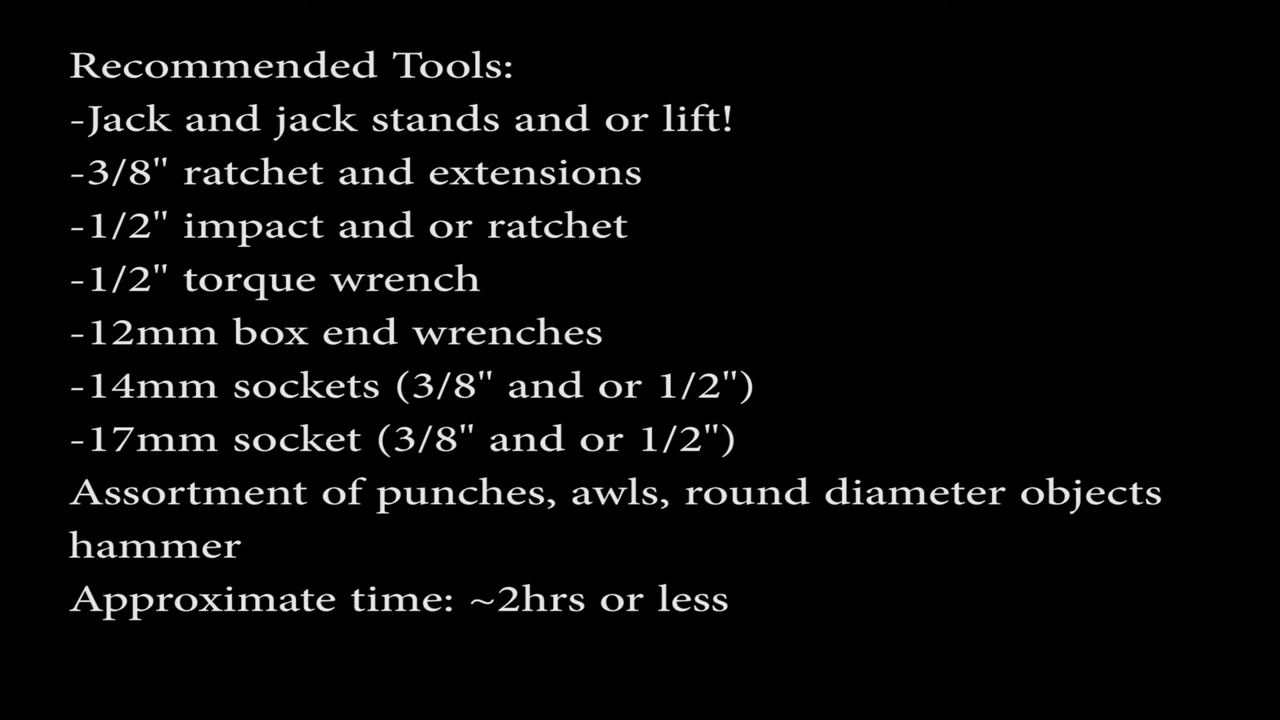 Recommended Tools:
-Jack and jack stands and or lift!
-3/8" ratchet and extensions
-1/2" impact and or ratchet
-1/2" torque wrench
-12mm box end wrenches
-14mm sockets (3/8" and or 1/2")
-17mm socket (3/8" and or 1/2")
Assortment of punches, awls, round diameter objects
hammer
Approximate time: ~2hrs or less